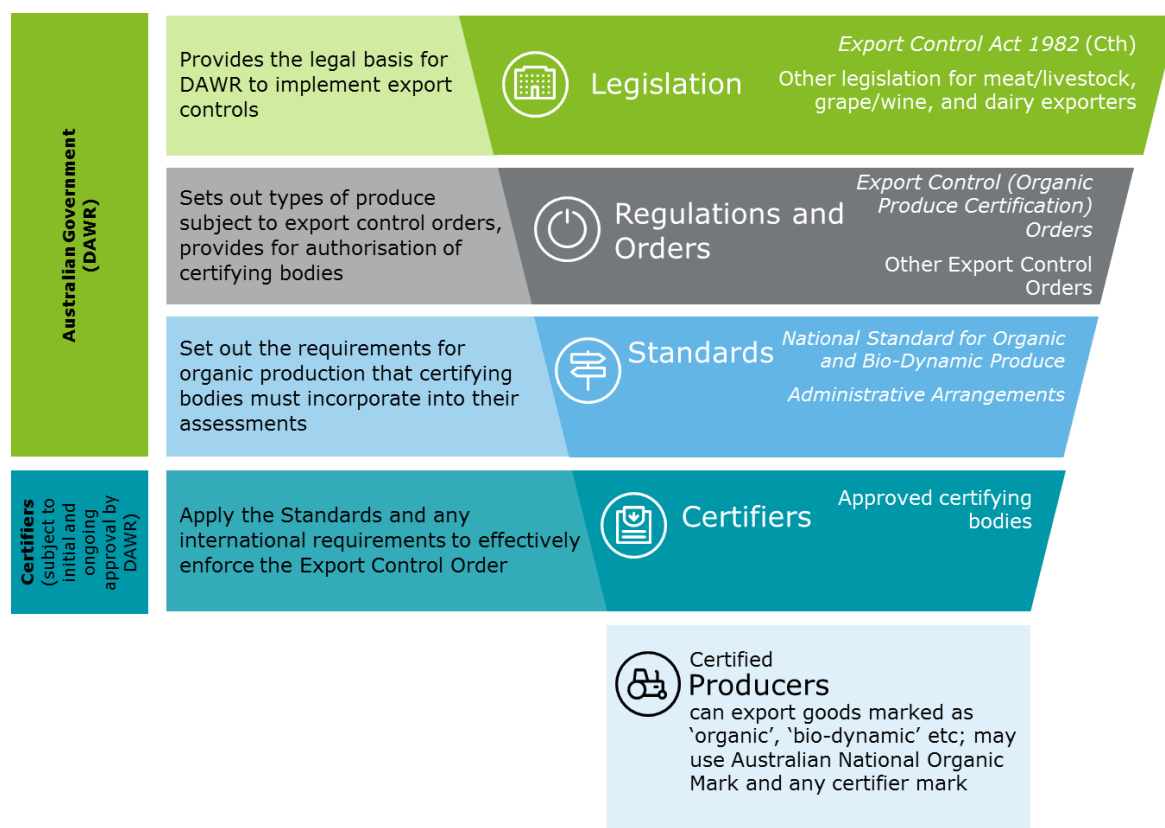 Australian Government
(DAWR)
Provides the legal basis for
DAWR to implement export
controls
Legislation
Export Control Act 1982 (Cth)
Other legislation for meat/livestock,
grape/wine, and dairy exporters
Sets out types of produce
subject to export control orders,
provides for authorisation of
certifying bodies
Regulations and
Orders
Export Control (Organic
Produce Certification)
Orders
Other Export Control
Orders
Set out the requirements for
organic production that certifying
bodies must incorporate into their
assessments
Standards
National Standard for Organic
and Bio-Dynamic Produce
Administrative Arrangements
Certifiers
(subject to
initial and
ongoing
approval by
DAWR)
Apply the Standards and any
international requirements to effectively
enforce the Export Control Order
Certifiers
Approved certifying
bodies
Certified
Producers
can export goods marked as
‘organic’, ‘bio-dynamic’ etc; may
use Australian National Organic
Mark and any certifier mark